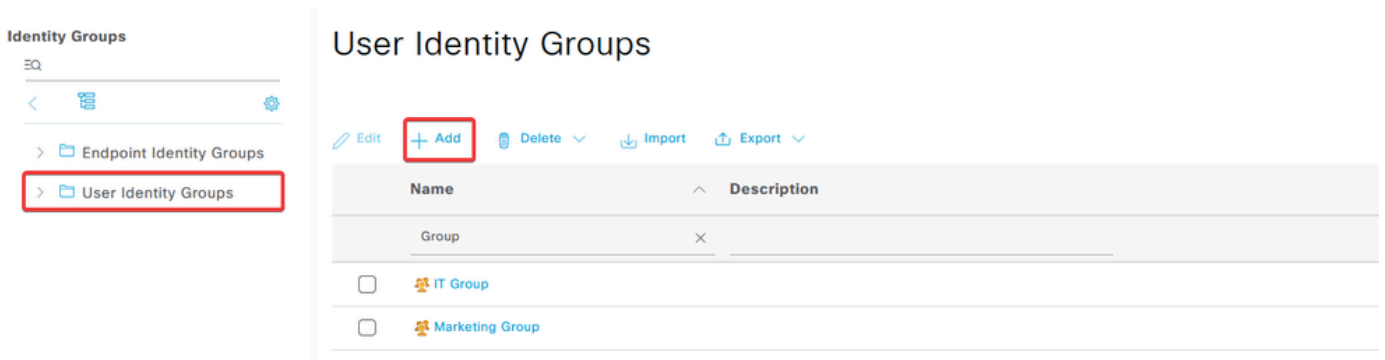 Identity Groups
User Identity Groups
Edit Add Delete Import Export
Endpoint Identity Groups
User Identity Groups
Name Description
Group
IT Group
Marketing Group